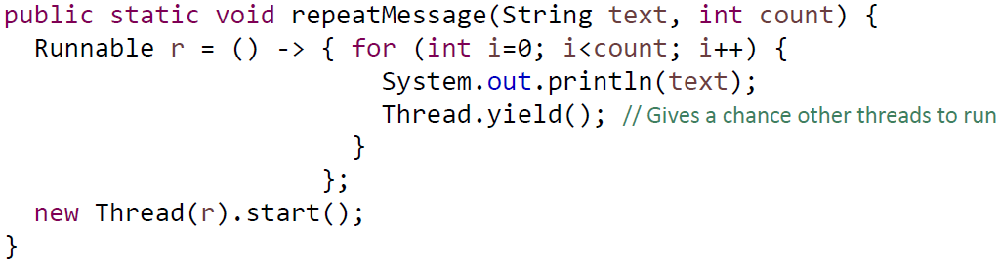 public static void repeatMessage(String text, int count) {
  Runnable r = () -> { for (int i=0; i<count; i++) {
                         System.out.println(text);
                         Thread.yield(); // Gives a chance other threads to run
                       }
                     };
  new Thread(r).start();
}